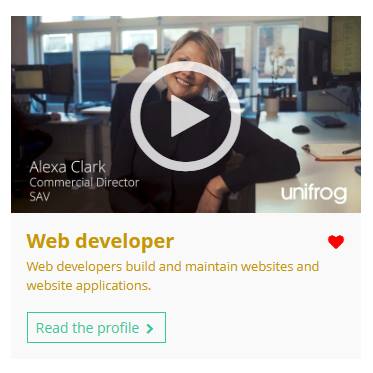 Alexa Clark
Commercial Director
SAV
unifrog
Web developer
Web developers build and maintain websites and
website applications.
Read the profile